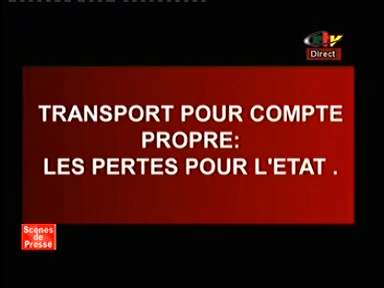 Direct
TRANSPORT POUR COMPTE
PROPRE:
LES PERTES POUR L'ETAT .
Scènes
de
Presse